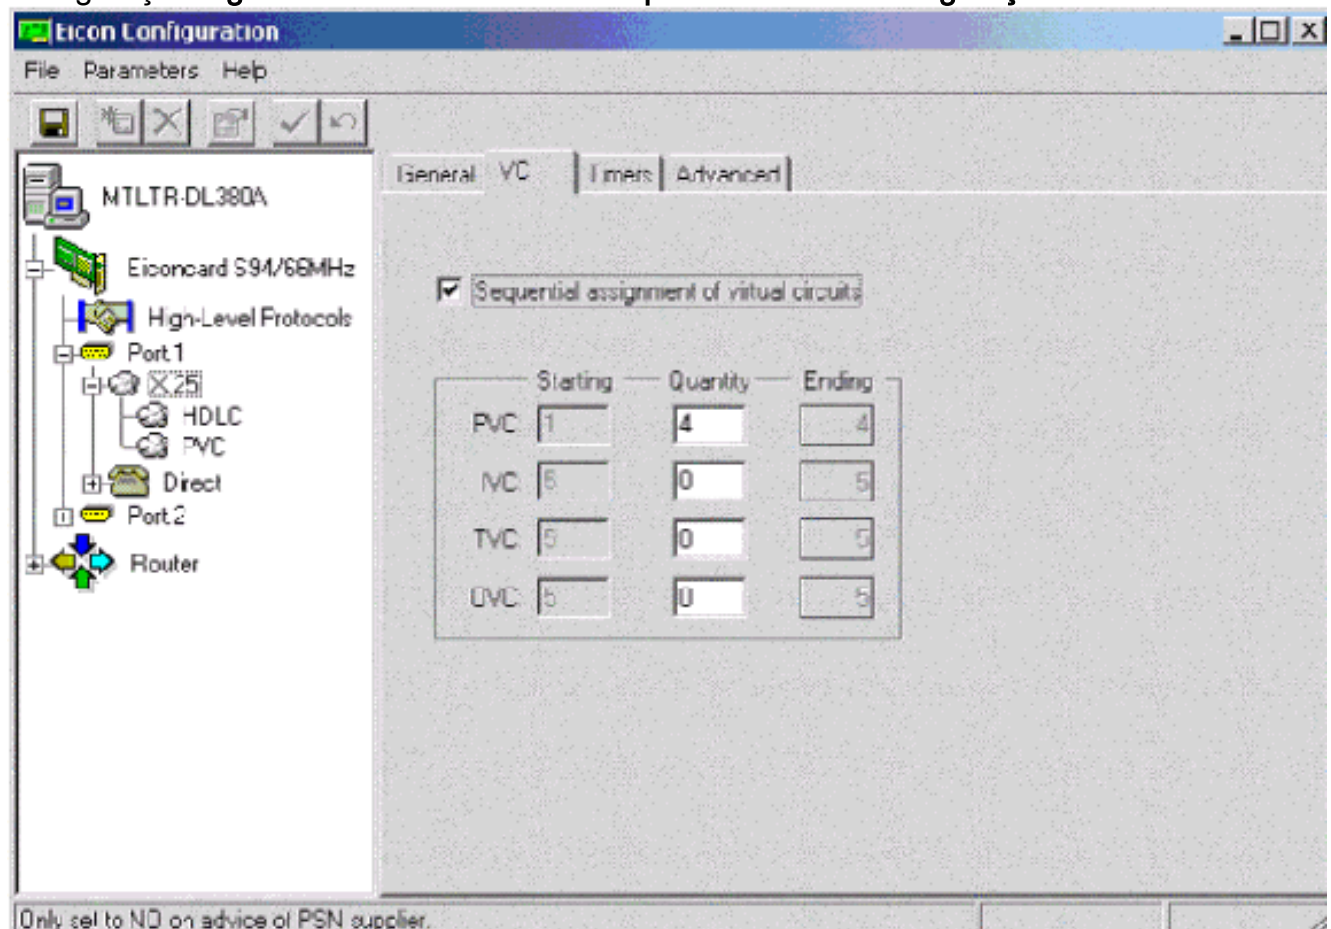 Eicon Configuration
File Parameters Help
General VC Timers Advanced
MTLTR-DL380A
Eiconcard S94/66MHz
High-Level Protocols
Port 1
X.25
HDLC
PVC
Direct
Port 2
Router
Sequential assignment of virtual circuits
Starting Quantity Ending
PVC: 1 4 4
IVC: 5 0 5
TVC: 5 0 5
OVC: 5 0 5
Only set to NO on advice of PSN supplier.